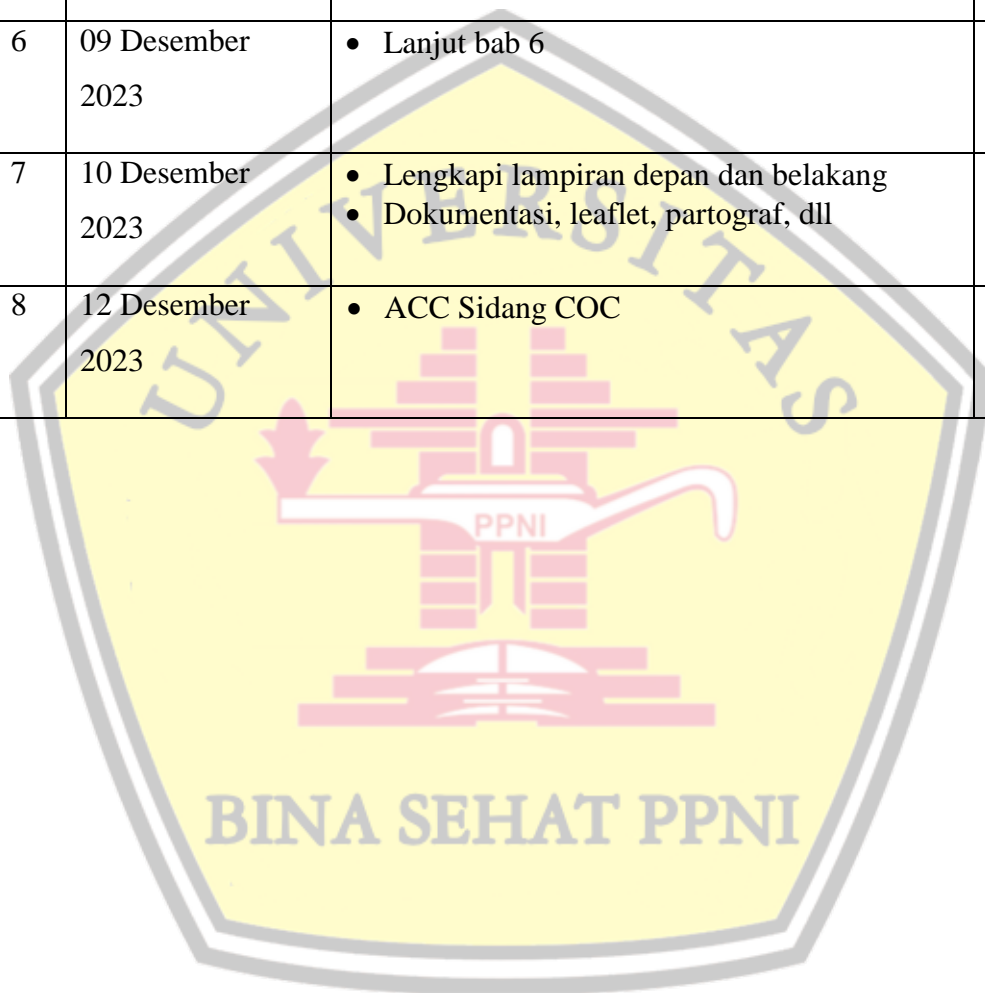 6 09 Desember • Lanjut bab 6
2023
7 10 Desember • Lengkapi lampiran depan dan belakang
2023 • Dokumentasi, leaflet, partograf, dll
8 12 Desember • ACC Sidang COC
2023
UNIVERSITAS
PPNI
BINA SEHAT PPNI